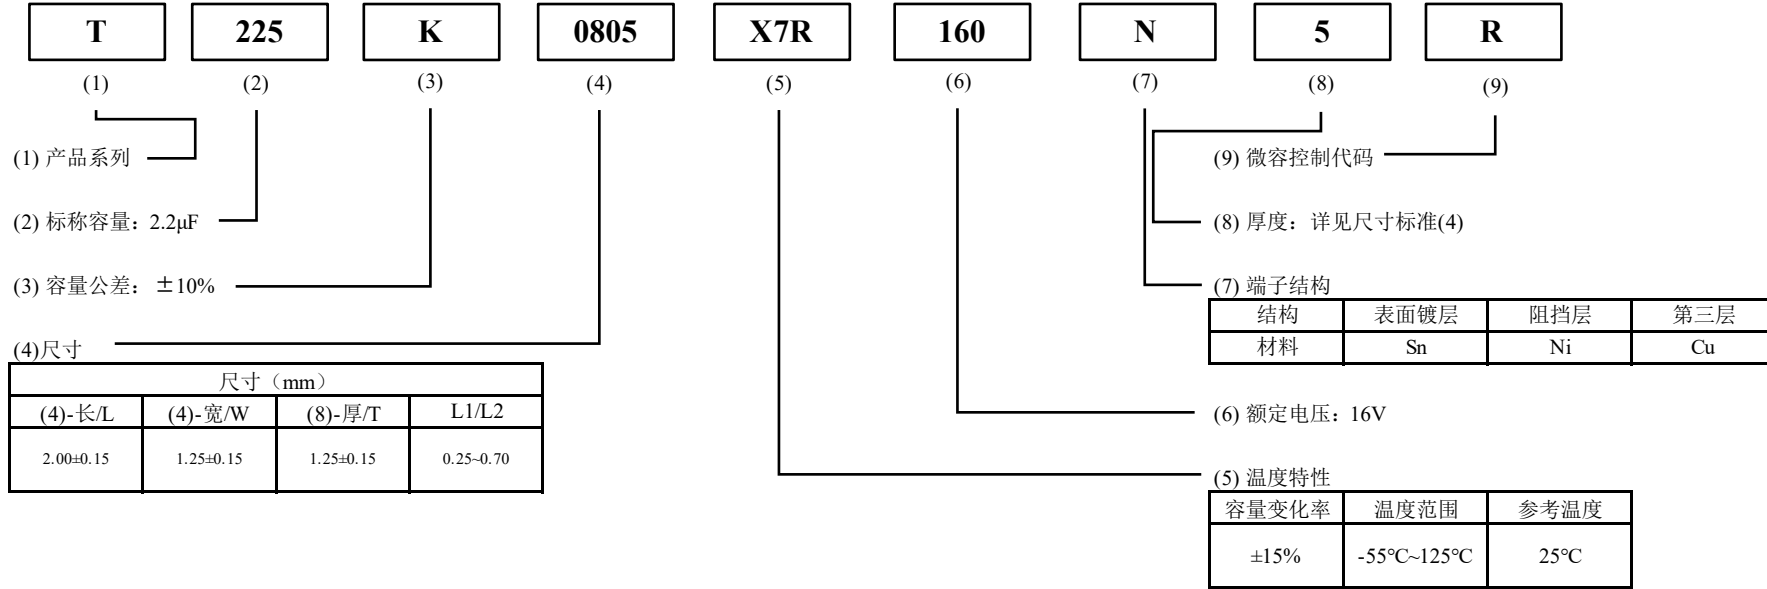 T 225 K 0805 X7R 160 N 5 R
(1) (2) (3) (4) (5) (6) (7) (8) (9)
(1) 产品系列
(2) 标称容量：2.2μF
(3) 容量公差：±10%
(4)尺寸
尺寸（mm）
(4)-长/L (4)-宽/W (8)-厚/T L1/L2
2.00±0.15 1.25±0.15 1.25±0.15 0.25~0.70
(9) 微容控制代码
(8) 厚度：详见尺寸标准(4)
(7) 端子结构
结构 表面镀层 阻挡层 第三层
材料 Sn Ni Cu
(6) 额定电压：16V
(5) 温度特性
容量变化率 温度范围 参考温度
±15% -55℃~125℃ 25℃